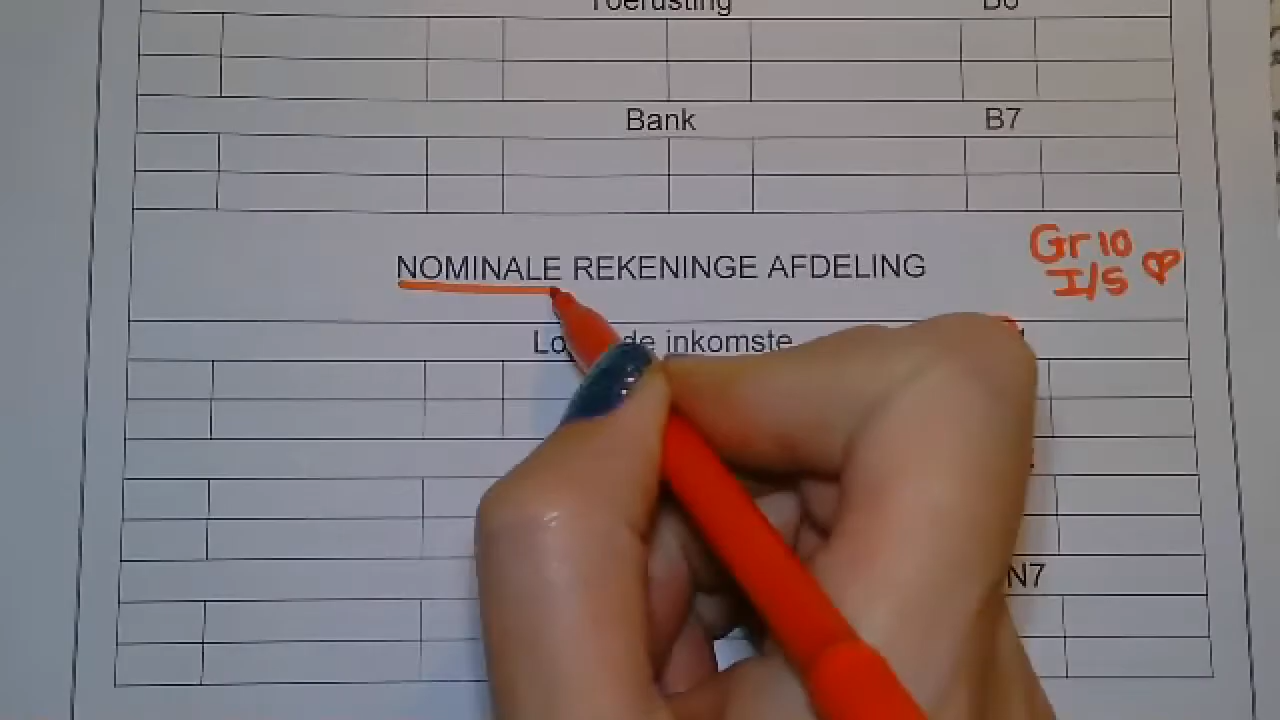 Toerusting B6
Bank B7
NOMINALE REKENINGE AFDELING
Gr 10
I/S
inkomste
N7